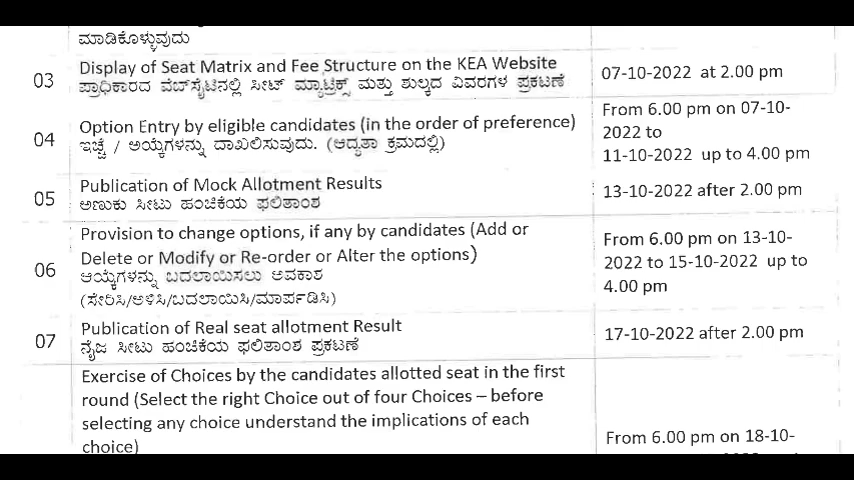 ಮಾಡಿಕೊಳ್ಳುವುದು
03
Display of Seat Matrix and Fee Structure on the KEA Website
ಪ್ರಾಧಿಕಾರದ ವೆಬ್‌ಸೈಟಿನಲ್ಲಿ ಸೀಟ್ ಮ್ಯಾಟ್ರಿಕ್ಸ್ ಮತ್ತು ಶುಲ್ಕದ ವಿವರಗಳ ಪ್ರಕಟಣೆ
07-10-2022 at 2.00 pm
04
Option Entry by eligible candidates (in the order of preference)
ಇಚ್ಛೆ / ಆಯ್ಕೆಗಳನ್ನು ದಾಖಲಿಸುವುದು. (ಆದ್ಯತಾ ಕ್ರಮದಲ್ಲಿ)
From 6.00 pm on 07-10-
2022 to
11-10-2022 up to 4.00 pm
05
Publication of Mock Allotment Results
ಅಣುಕು ಸೀಟು ಹಂಚಿಕೆಯ ಫಲಿತಾಂಶ
13-10-2022 after 2.00 pm
06
Provision to change options, if any by candidates (Add or
Delete or Modify or Re-order or Alter the options)
ಆಯ್ಕೆಗಳನ್ನು ಬದಲಾಯಿಸಲು ಅವಕಾಶ
(ಸೇರಿಸಿ/ಅಳಿಸಿ/ಬದಲಾಯಿಸಿ/ಮಾರ್ಪಡಿಸಿ)
From 6.00 pm on 13-10-
2022 to 15-10-2022 up to
4.00 pm
07
Publication of Real seat allotment Result
ನೈಜ ಸೀಟು ಹಂಚಿಕೆಯ ಫಲಿತಾಂಶ ಪ್ರಕಟಣೆ
17-10-2022 after 2.00 pm
Exercise of Choices by the candidates allotted seat in the first
round (Select the right Choice out of four Choices – before
selecting any choice understand the implications of each
choice)
From 6.00 pm on 18-10-